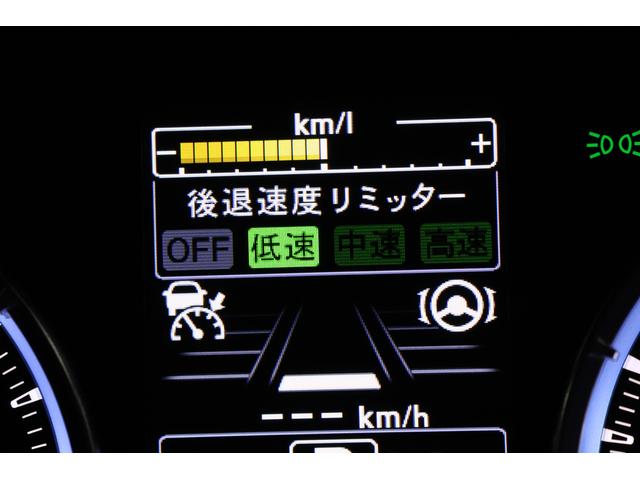 km/l
− +
後退速度リミッター
OFF 低速 中速 高速
--- km/h